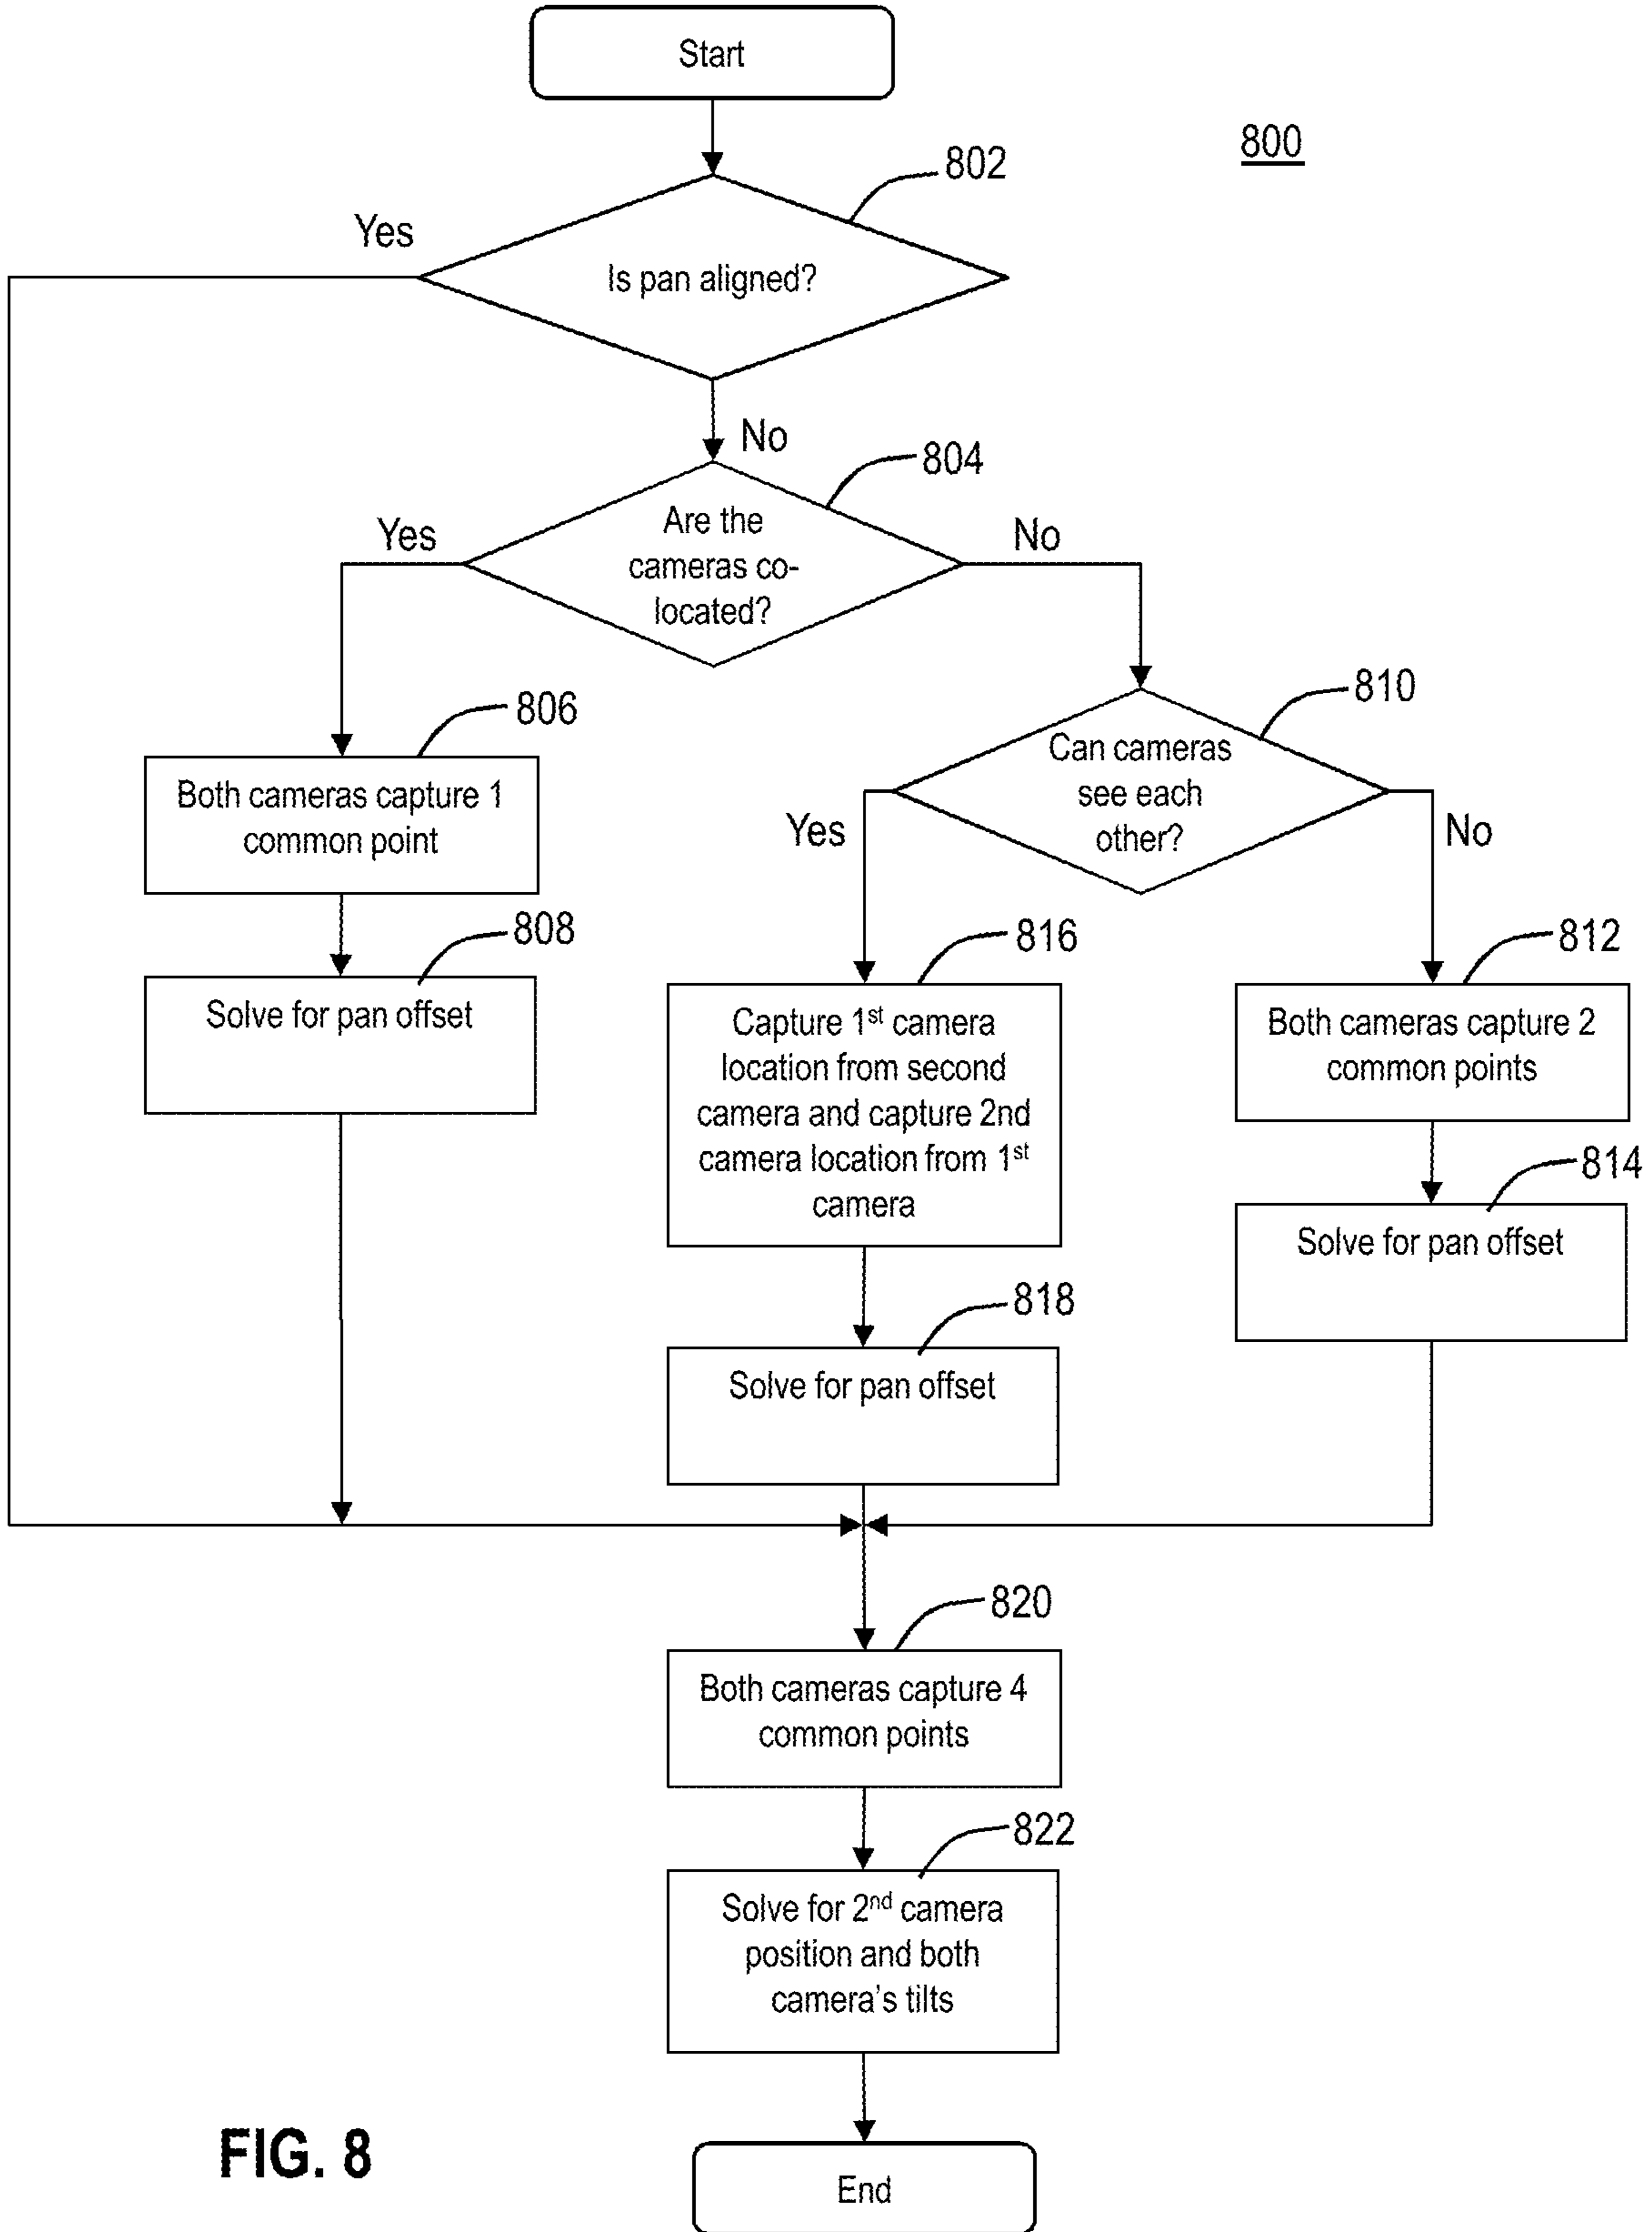 Start
800
802
Yes
Is pan aligned?
No
804
Yes
Are the
cameras co-
located?
No
810
806
Can cameras
see each
other?
Yes
No
Both cameras capture 1
common point
808
816
812
Solve for pan offset
Capture 1st camera
location from second
camera and capture 2nd
camera location from 1st
camera
Both cameras capture 2
common points
814
Solve for pan offset
818
Solve for pan offset
820
Both cameras capture 4
common points
822
Solve for 2nd camera
position and both
camera's tilts
FIG. 8
End